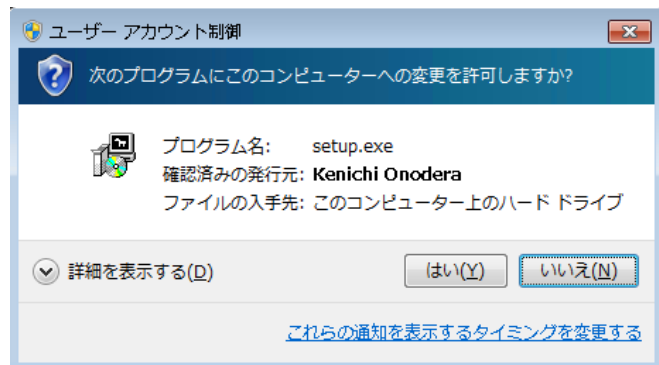 ユーザー アカウント制御
次のプログラムにこのコンピューターへの変更を許可しますか?
プログラム名: setup.exe
確認済みの発行元: Kenichi Onodera
ファイルの入手先: このコンピューター上のハード ドライブ
詳細を表示する(D) はい(Y) いいえ(N)
これらの通知を表示するタイミングを変更する